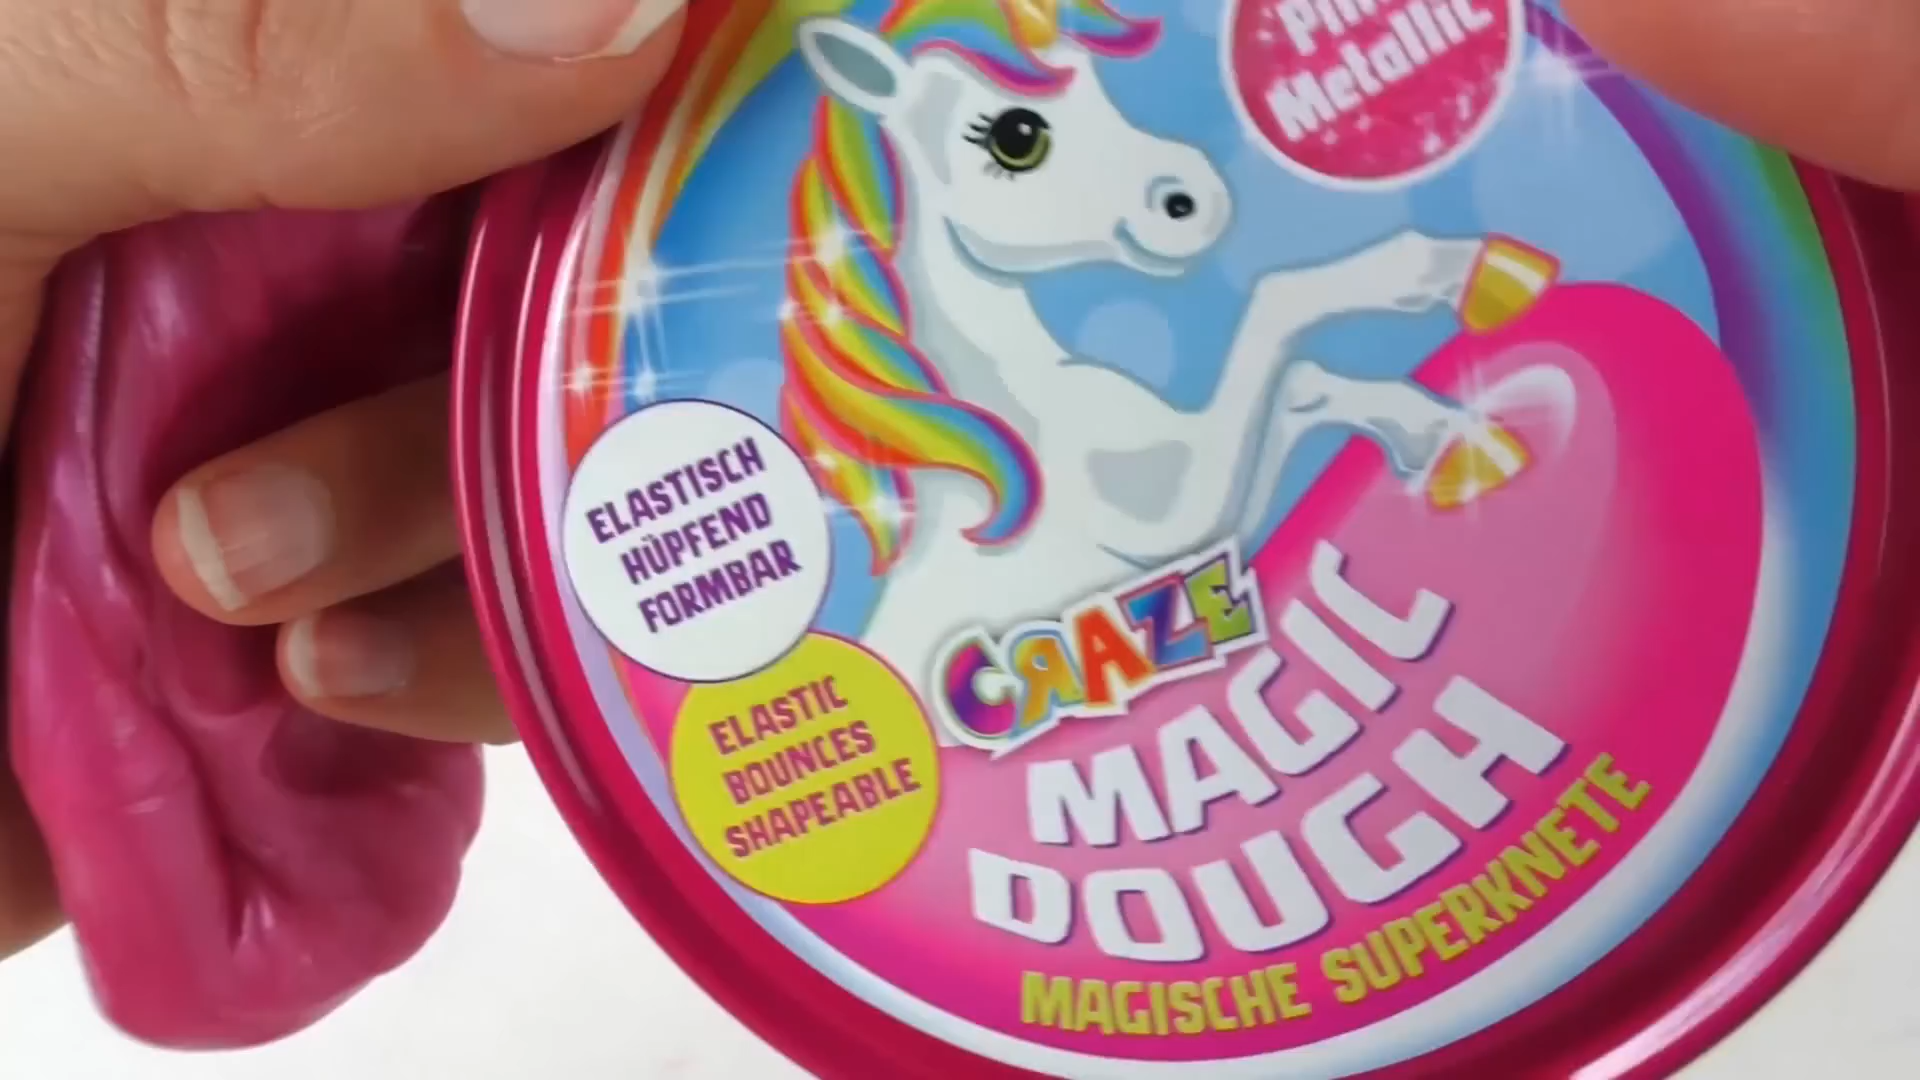 Metallic
ELASTISCH
HÜPFEND
FORMBAR
ELASTIC
BOUNCES
SHAPEABLE
CRAZE
MAGIC
DOUGH
MAGISCHE SUPERKNETE